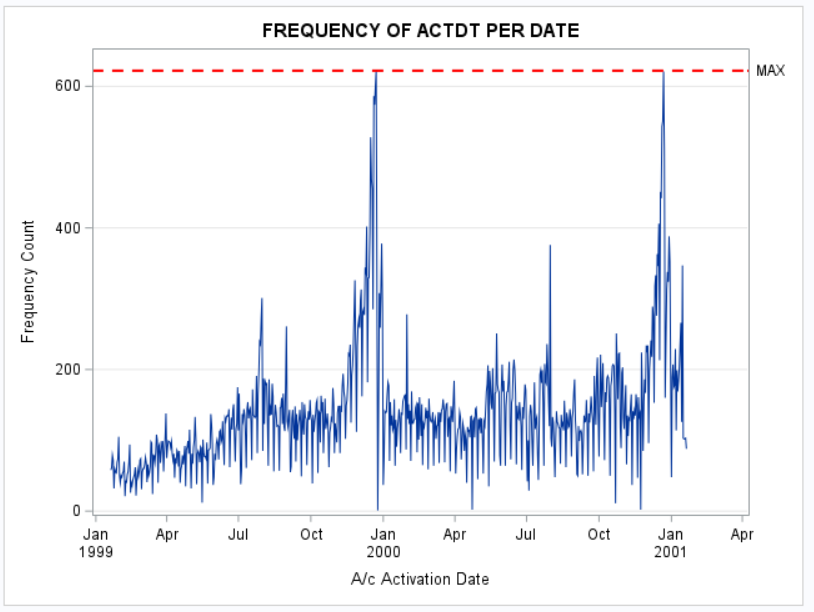 FREQUENCY OF ACTDT PER DATE
MAX
600
400
200
0
Frequency Count
Jan Apr Jul Oct Jan Apr Jul Oct Jan Apr
1999 2000 2001
A/c Activation Date